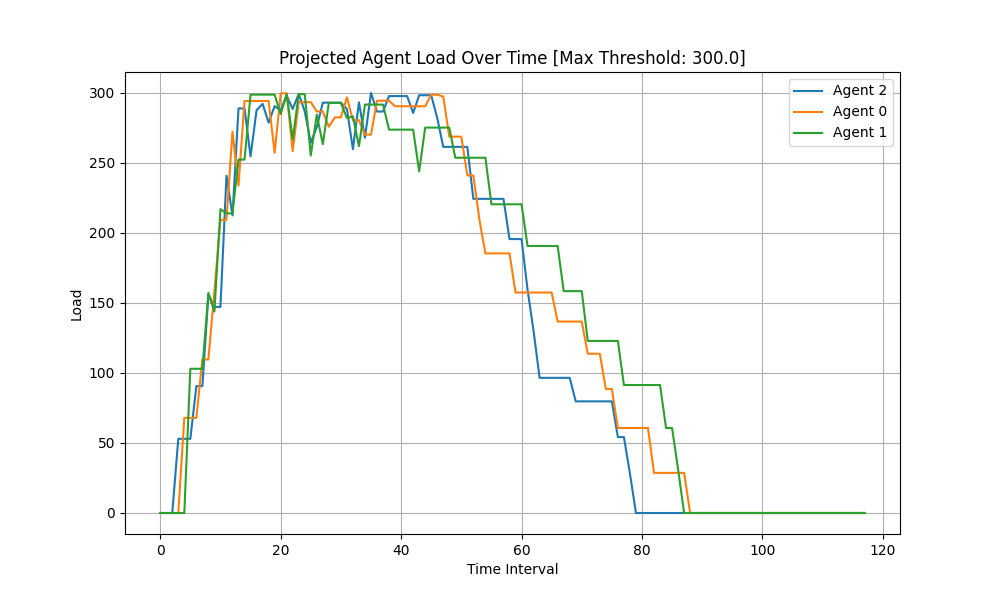 Projected Agent Load Over Time [Max Threshold: 300.0]
Agent 2
Agent 0
Agent 1
300
250
200
150
100
50
0
Load
0 20 40 60 80 100 120
Time Interval